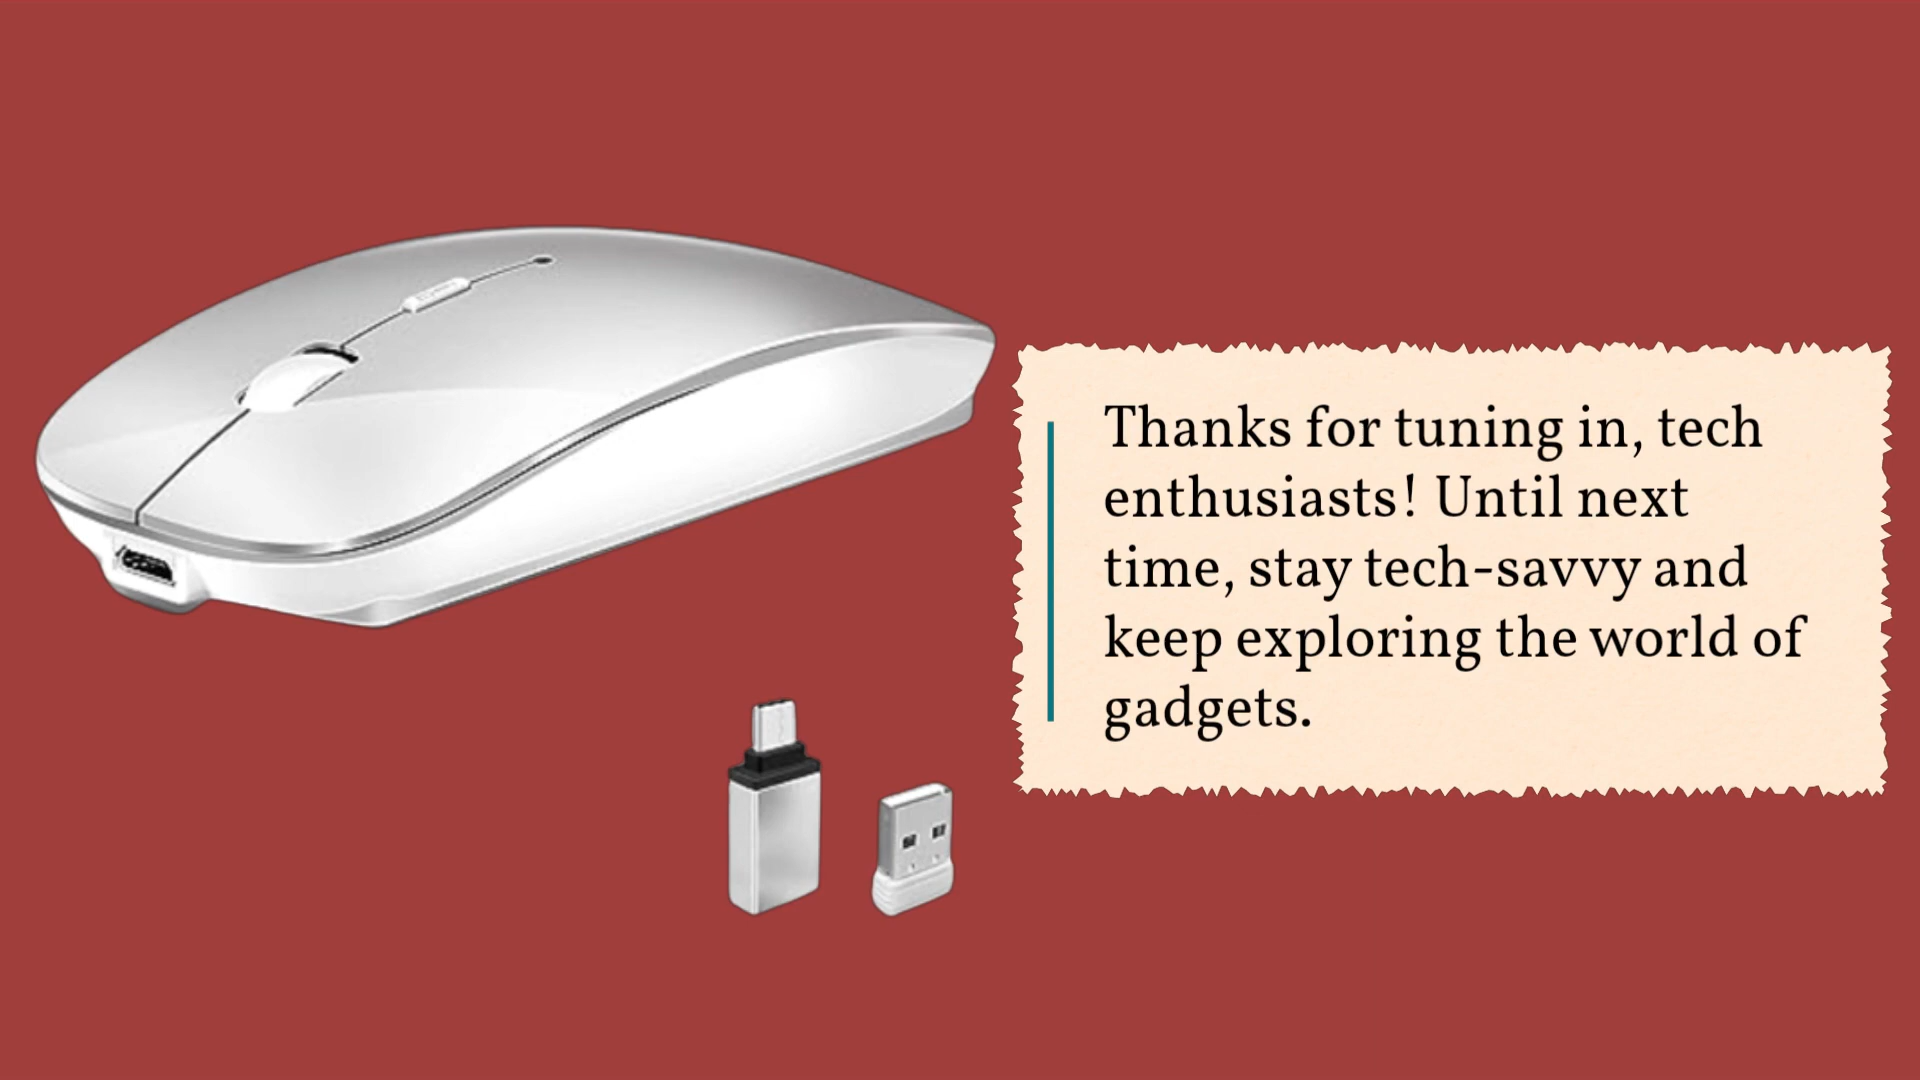 Thanks for tuning in, tech
enthusiasts! Until next
time, stay tech-savvy and
keep exploring the world of
gadgets.